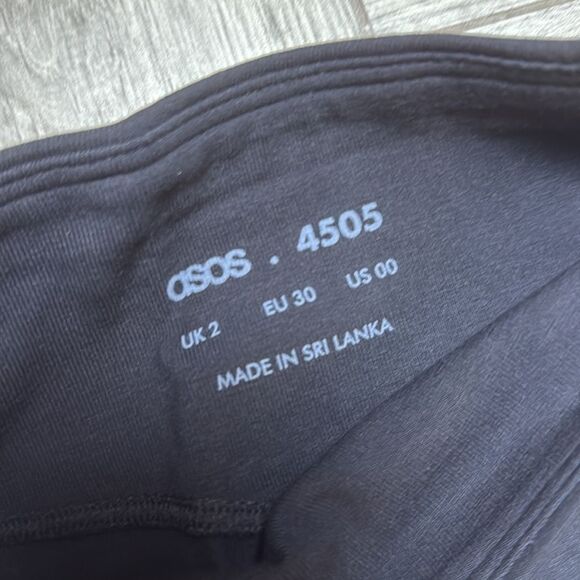 asos . 4505
UK 2 EU 30 US 00
MADE IN SRI LANKA